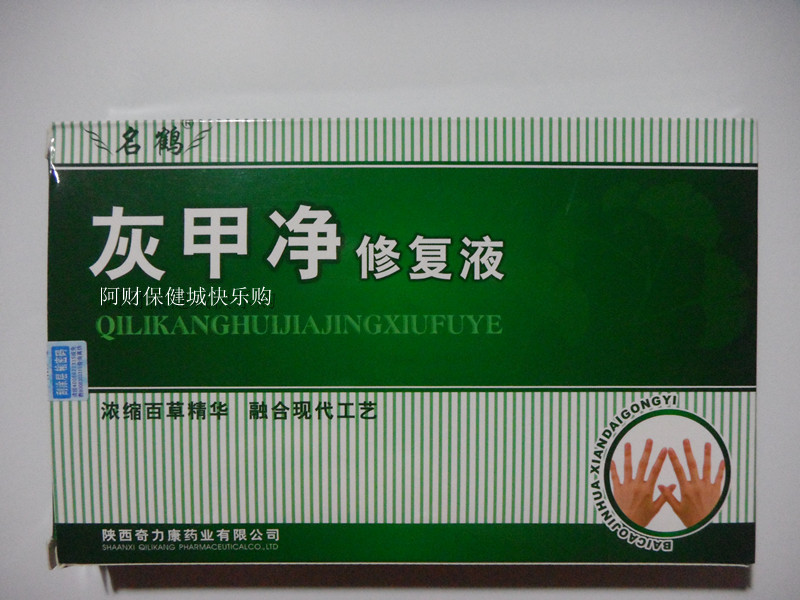 名鹤®
灰甲净 修复液
阿财保健城快乐购
QILIKANGHUIJIAJINGXIUFUYE
浓缩百草精华 融合现代工艺
BAICAOJINHUA-XIANDAIGONGYI
陕西奇力康药业有限公司
SHAANXI QILIKANG PHARMACEUTICALCO.,LTD